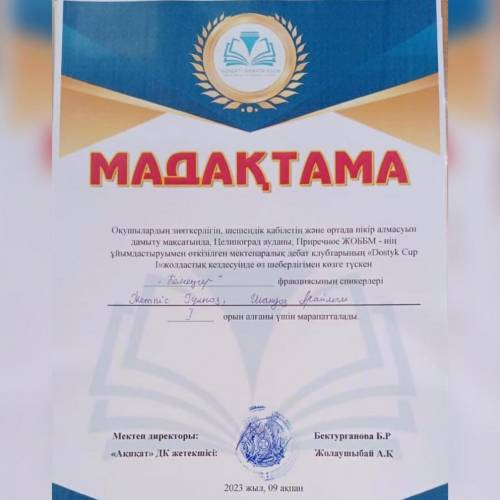 МАДАҚТАМА
Оқушылардың зияткерлігін, шешендік қабілетін және ортада пікір алмасуын
дамыту мақсатында, Целиноград ауданы, Приречное ЖОББМ - нің
ұйымдастыруымен өткізілген мектепаралық дебат клубтарының «Dostyk Cup
I»жолдастық кездесуінде өз шеберлігімен көзге түскен
фракциясының спикерлері
I орын алғаны үшін марапатталады.
Мектеп директоры: Бектурганова Б.Р
«Ақиқат» ДК жетекшісі: Жолаушыбай А.Қ
2023 жыл, 09 ақпан